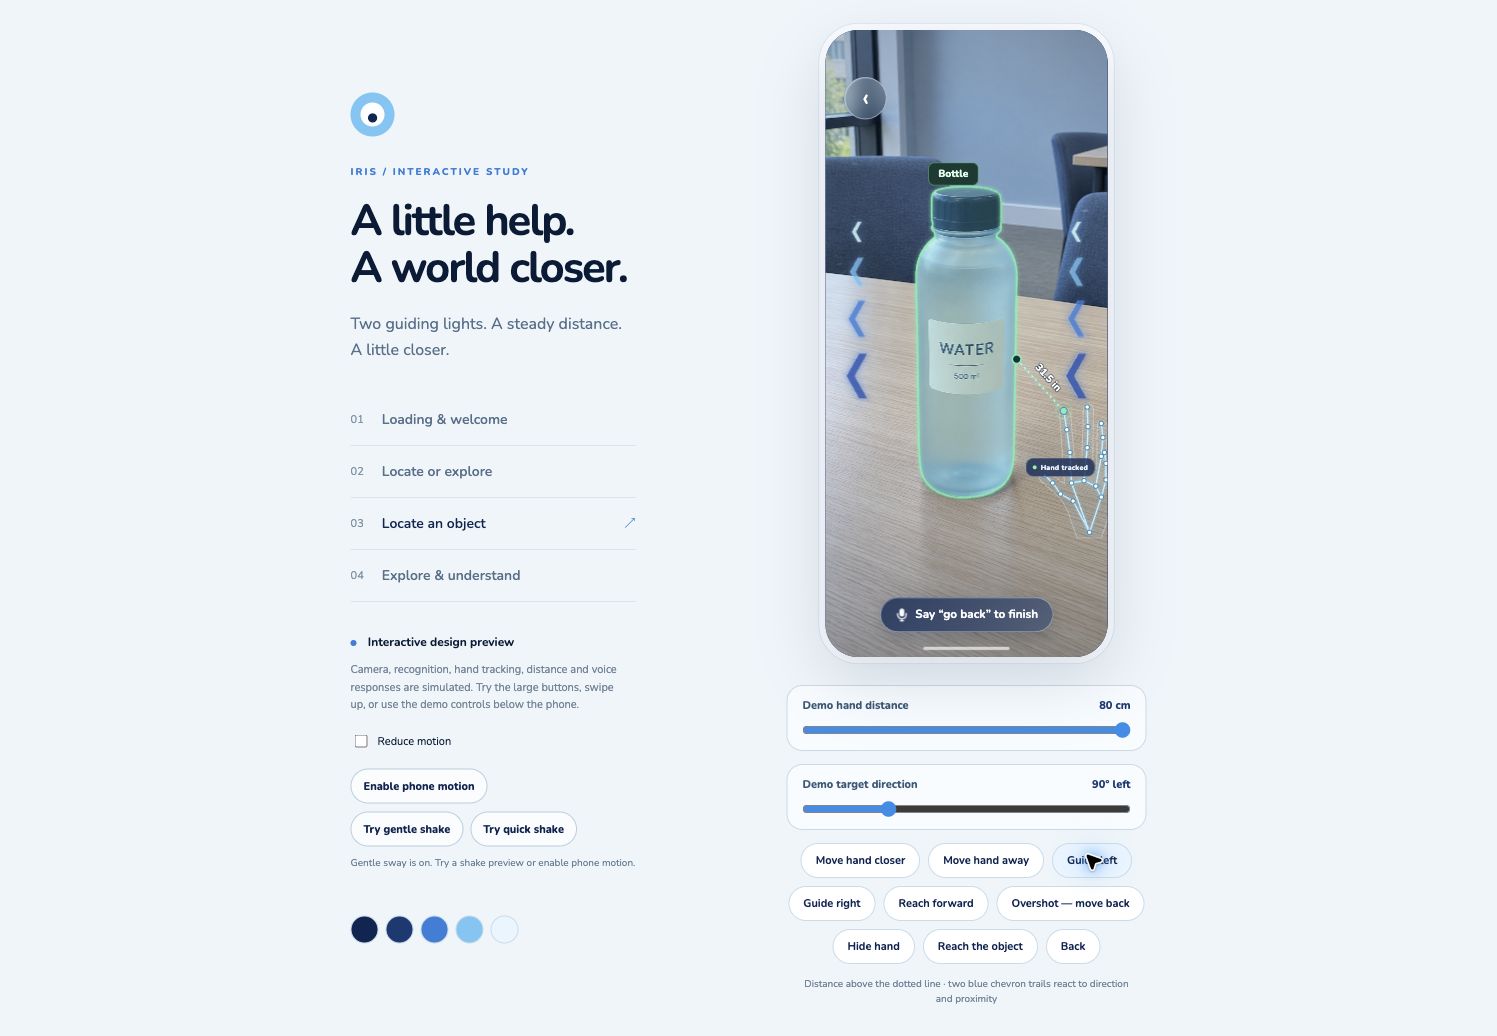 IRIS / INTERACTIVE STUDY
A little help.
A world closer.
Two guiding lights. A steady distance.
A little closer.
01 Loading & welcome
02 Locate or explore
03 Locate an object ↗
04 Explore & understand
Interactive design preview
Camera, recognition, hand tracking, distance and voice
responses are simulated. Try the large buttons, swipe
up, or use the demo controls below the phone.
Reduce motion
Enable phone motion
Try gentle shake
Try quick shake
Gentle sway is on. Try a shake preview or enable phone motion.
Bottle
WATER
31.5 in
Hand tracked
Say “go back” to finish
Demo hand distance 80 cm
Demo target direction 90° left
Move hand closer
Move hand away
Guide left
Guide right
Reach forward
Overshot — move back
Hide hand
Reach the object
Back
Distance above the dotted line · two blue chevron trails react to direction
and proximity